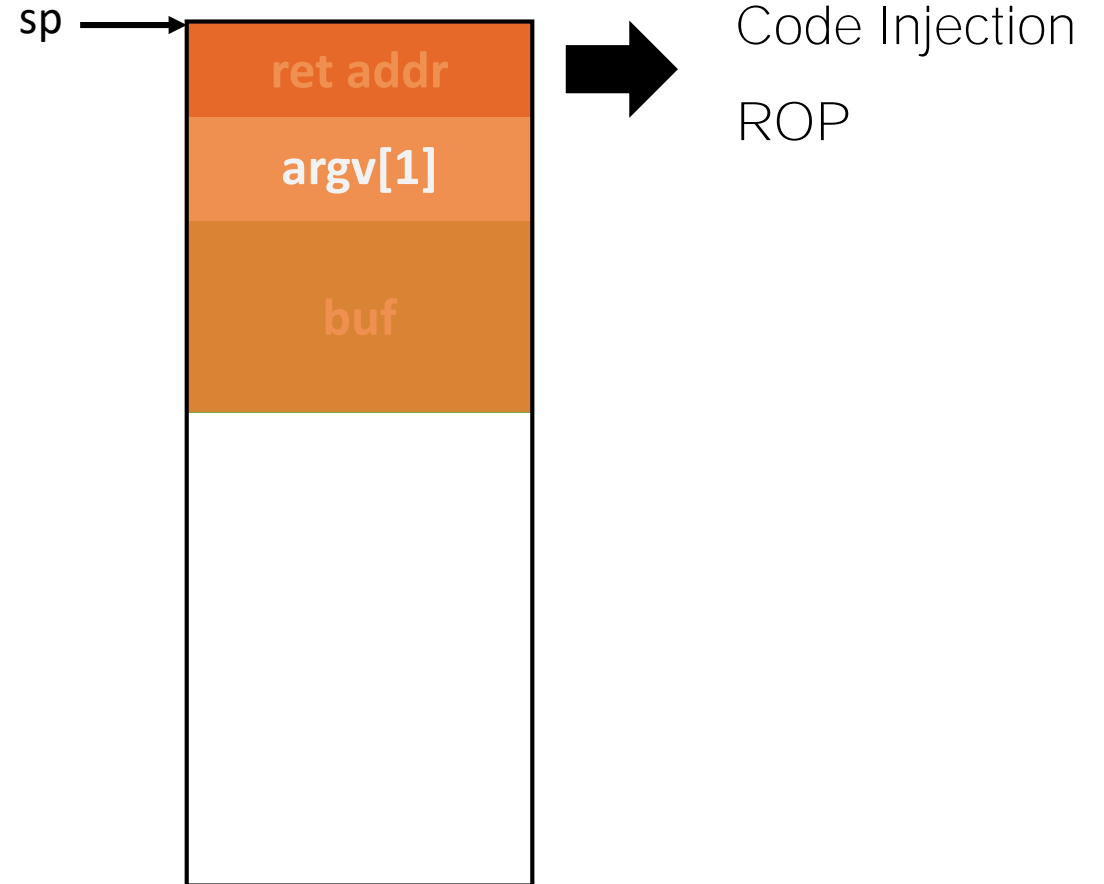 sp
ret addr
argv[1]
buf
Code Injection
ROP